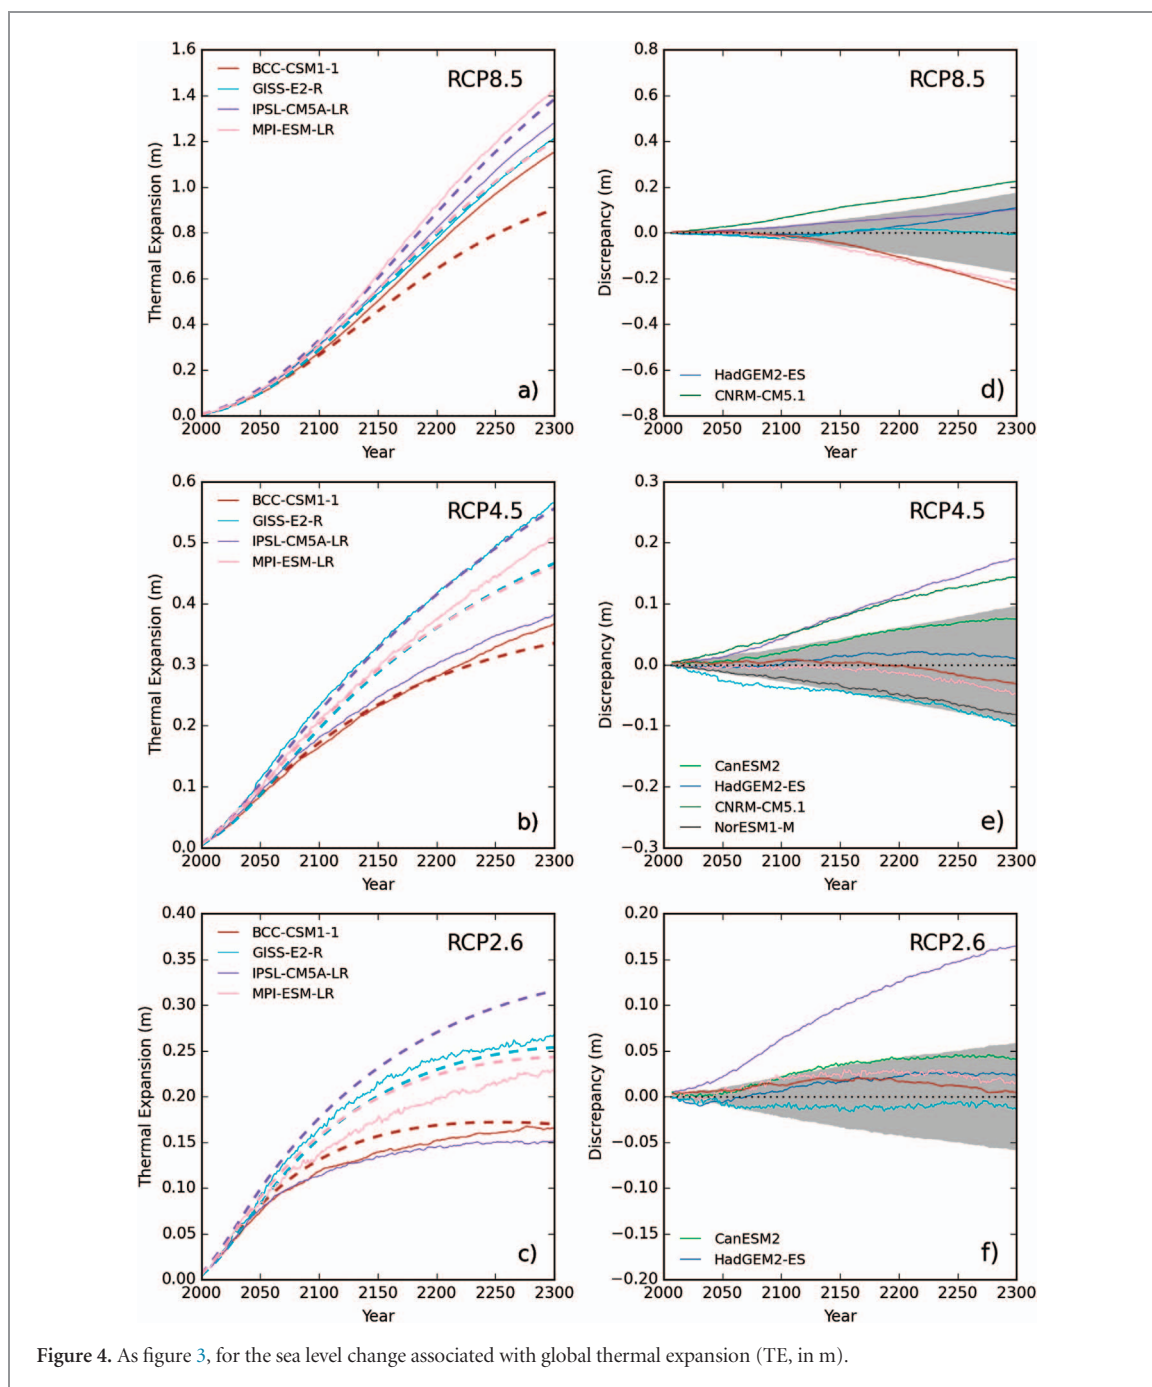 RCP8.5
BCC-CSM1-1
GISS-E2-R
IPSL-CM5A-LR
MPI-ESM-LR
1.6
1.4
1.2
1.0
0.8
0.6
0.4
0.2
0.0
Thermal Expansion (m)
a)
2000 2050 2100 2150 2200 2250 2300
Year
RCP8.5
0.8
0.6
0.4
0.2
0.0
−0.2
−0.4
−0.6
−0.8
Discrepancy (m)
HadGEM2-ES
CNRM-CM5.1
d)
2000 2050 2100 2150 2200 2250 2300
Year
RCP4.5
BCC-CSM1-1
GISS-E2-R
IPSL-CM5A-LR
MPI-ESM-LR
0.6
0.5
0.4
0.3
0.2
0.1
0.0
Thermal Expansion (m)
b)
2000 2050 2100 2150 2200 2250 2300
Year
RCP4.5
0.3
0.2
0.1
0.0
−0.1
−0.2
−0.3
Discrepancy (m)
CanESM2
HadGEM2-ES
CNRM-CM5.1
NorESM1-M
e)
2000 2050 2100 2150 2200 2250 2300
Year
RCP2.6
BCC-CSM1-1
GISS-E2-R
IPSL-CM5A-LR
MPI-ESM-LR
0.40
0.35
0.30
0.25
0.20
0.15
0.10
0.05
0.00
Thermal Expansion (m)
c)
2000 2050 2100 2150 2200 2250 2300
Year
RCP2.6
0.20
0.15
0.10
0.05
0.00
−0.05
−0.10
−0.15
−0.20
Discrepancy (m)
CanESM2
HadGEM2-ES
f)
2000 2050 2100 2150 2200 2250 2300
Year
Figure 4. As figure 3, for the sea level change associated with global thermal expansion (TE, in m).